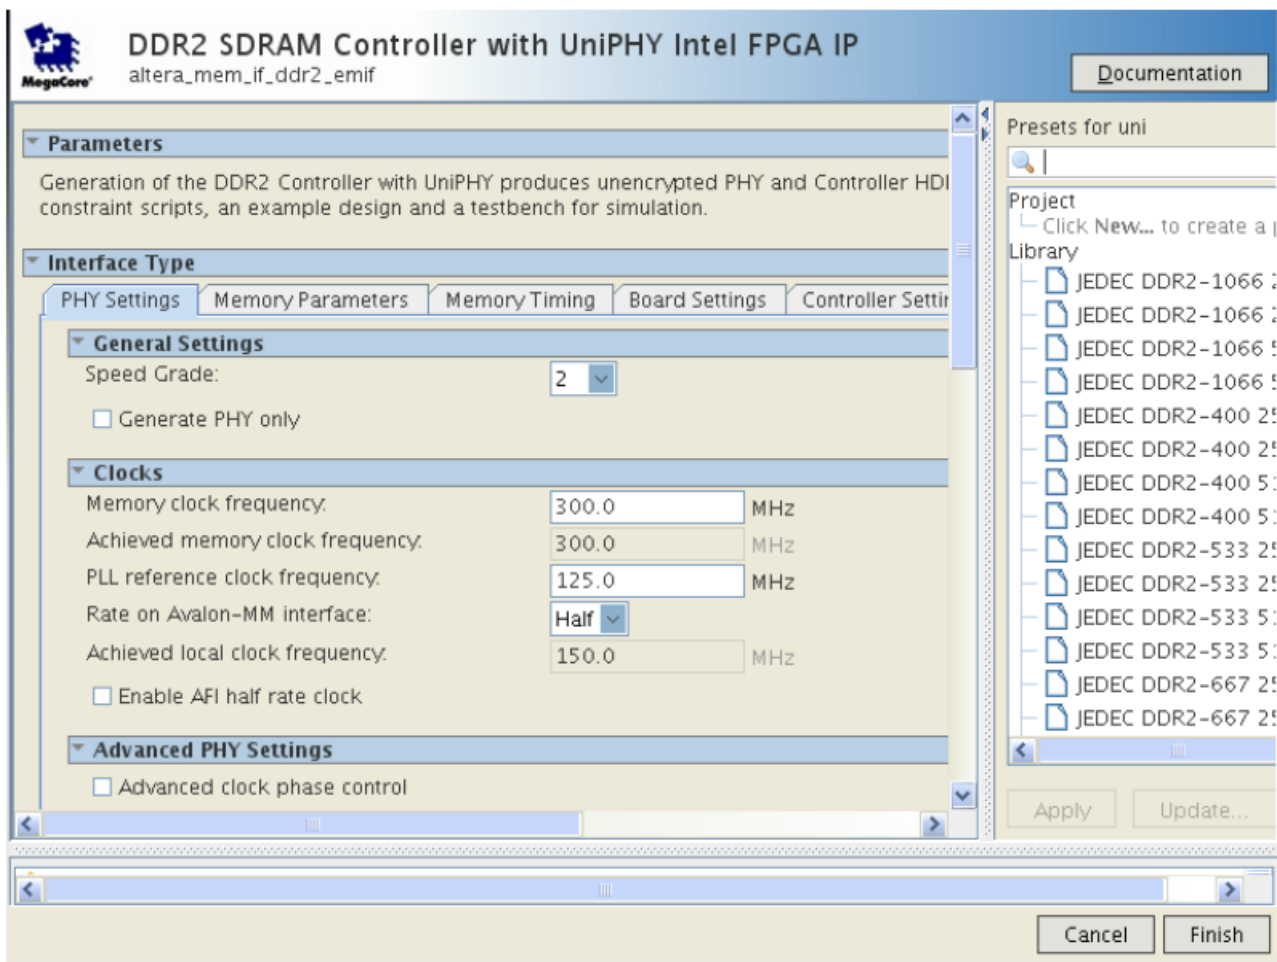 DDR2 SDRAM Controller with UniPHY Intel FPGA IP
altera_mem_if_ddr2_emif
MegaCore®
Documentation
Parameters
Generation of the DDR2 Controller with UniPHY produces unencrypted PHY and Controller
constraint scripts, an example design and a testbench for simulation.
Interface Type
PHY Settings Memory Parameters Memory Timing Board Settings Controller
General Settings
Speed Grade: 2
Generate PHY only
Clocks
Memory clock frequency: 300.0 MHz
Achieved memory clock frequency: 300.0 MHz
PLL reference clock frequency: 125.0 MHz
Rate on Avalon-MM interface: Half
Achieved local clock frequency: 150.0 MHz
Enable AFI half rate clock
Advanced PHY Settings
Advanced clock phase control
Presets for uni
Project
Click New... to create a
Library
JEDEC DDR2-1066
JEDEC DDR2-1066
JEDEC DDR2-1066
JEDEC DDR2-1066
JEDEC DDR2-400
JEDEC DDR2-400
JEDEC DDR2-400
JEDEC DDR2-400
JEDEC DDR2-533
JEDEC DDR2-533
JEDEC DDR2-533
JEDEC DDR2-533
JEDEC DDR2-667
JEDEC DDR2-667
Apply Update...
Cancel Finish